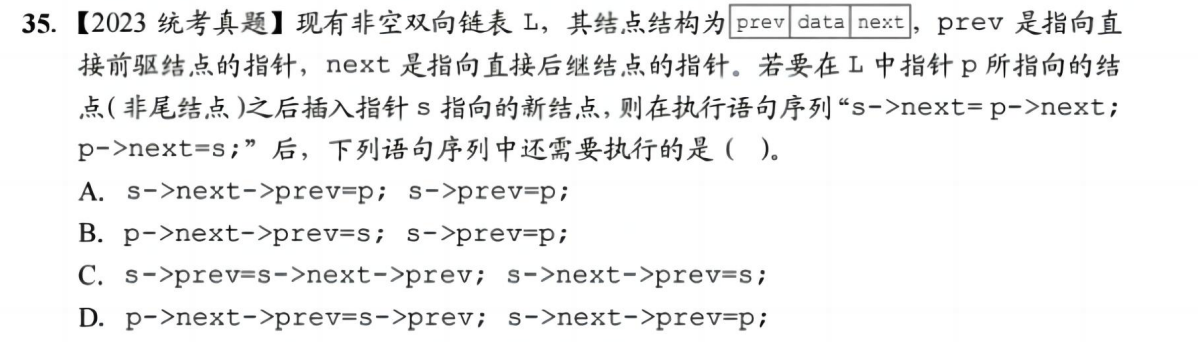 35.【2023 统考真题】现有非空双向链表 L，其结点结构为 prev data next，prev 是指向直
接前驱结点的指针，next 是指向直接后继结点的指针。若要在 L 中指针 p 所指向的结
点(非尾结点)之后插入指针 s 指向的新结点，则在执行语句序列“s->next=p->next；
p->next=s；”后，下列语句序列中还需要执行的是（ ）。
A. s->next->prev=p；s->prev=p；
B. p->next->prev=s；s->prev=p；
C. s->prev=s->next->prev；s->next->prev=s；
D. p->next->prev=s->prev；s->next->prev=p；